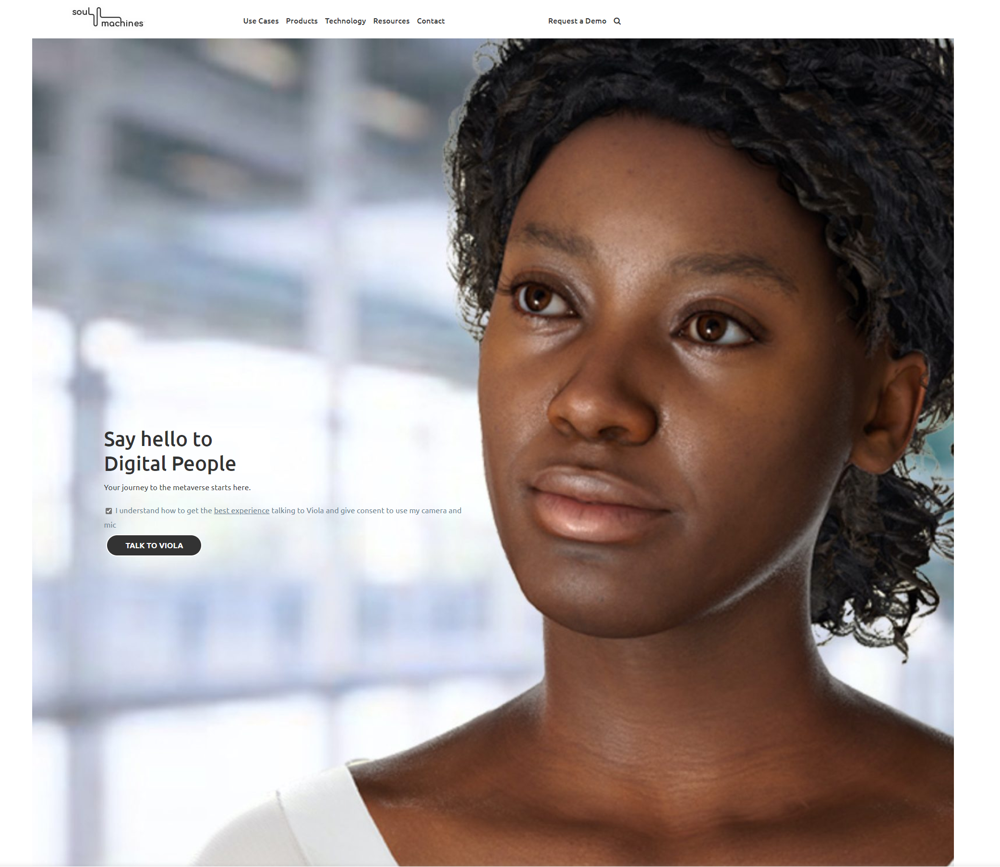 soul machines
Use Cases Products Technology Resources Contact Request a Demo
Say hello to
Digital People
Your journey to the metaverse starts here.
I understand how to get the best experience talking to Viola and give consent to use my camera and
mic
TALK TO VIOLA